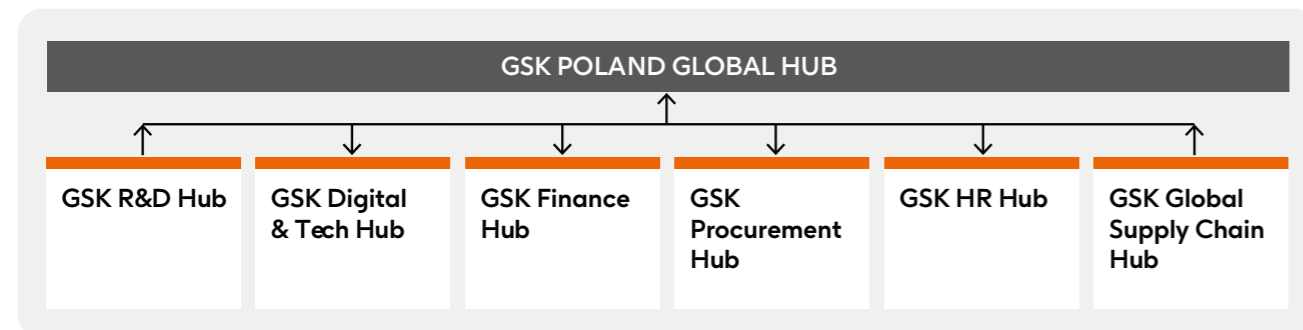 GSK POLAND GLOBAL HUB
GSK R&D Hub
GSK Digital
& Tech Hub
GSK Finance
Hub
GSK
Procurement
Hub
GSK HR Hub
GSK Global
Supply Chain
Hub